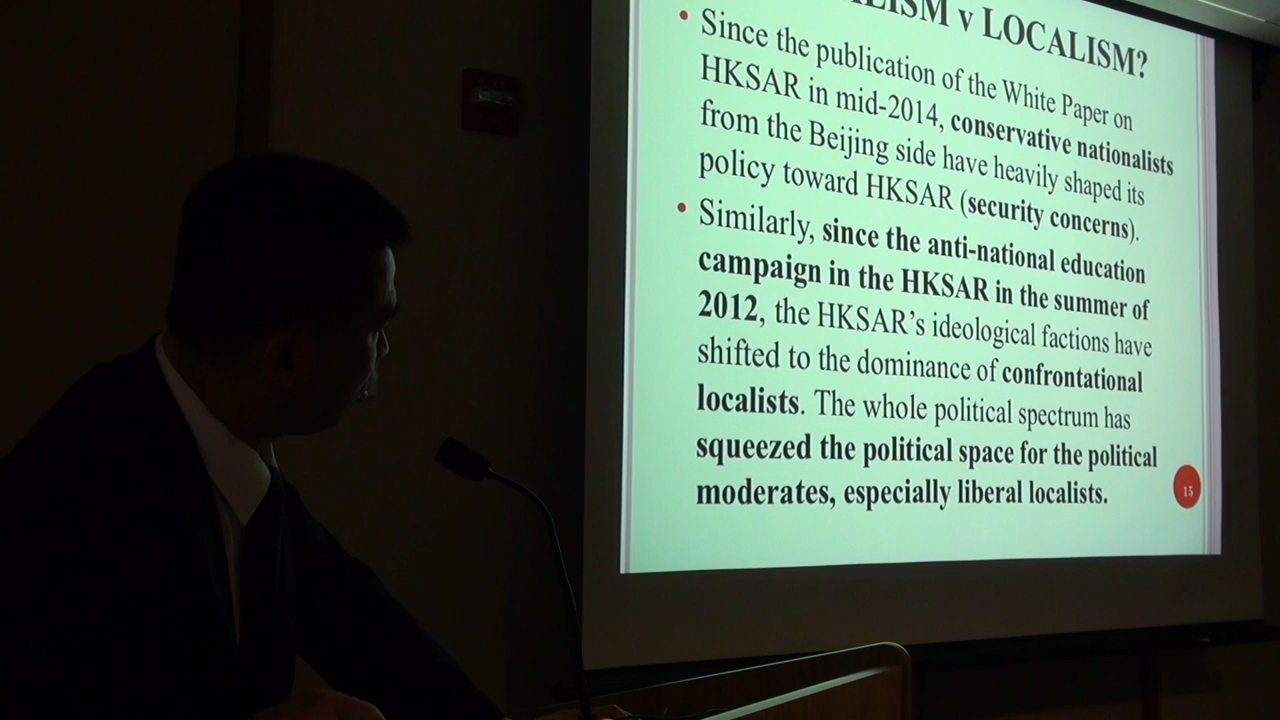 LISM v LOCALISM?
• Since the publication of the White Paper on
HKSAR in mid-2014, conservative nationalists
from the Beijing side have heavily shaped its
policy toward HKSAR (security concerns).
• Similarly, since the anti-national education
campaign in the HKSAR in the summer of
2012, the HKSAR’s ideological factions have
shifted to the dominance of confrontational
localists. The whole political spectrum has
squeezed the political space for the political
moderates, especially liberal localists.
15